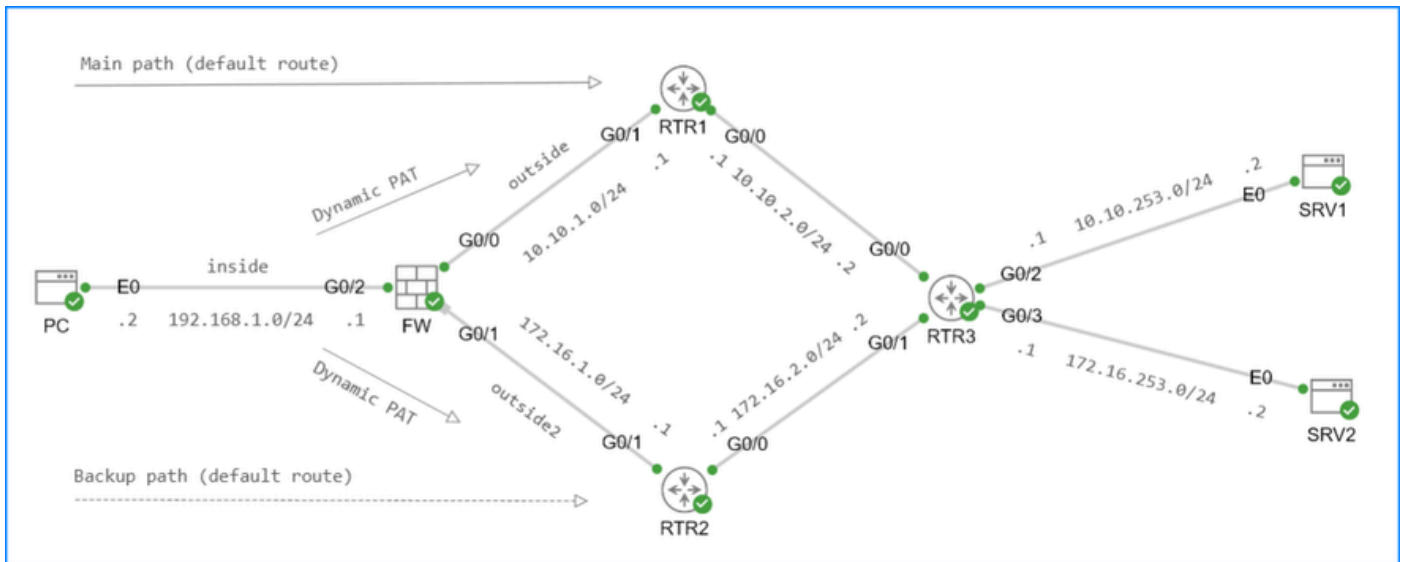 Main path (default route)
RTR1
G0/1
G0/0
outside
.1
.1 10.10.2.0/24 .2
Dynamic PAT
10.10.1.0/24
G0/0
.1 10.10.253.0/24 .2
E0
SRV1
G0/0
G0/2
inside
E0
G0/2
PC
.2 192.168.1.0/24 .1
FW
G0/1
172.16.1.0/24
.1
outside2
Dynamic PAT
RTR3
G0/3
G0/1
.1 172.16.253.0/24 .2
E0
SRV2
.1 172.16.2.0/24 .2
G0/1
G0/0
Backup path (default route)
RTR2